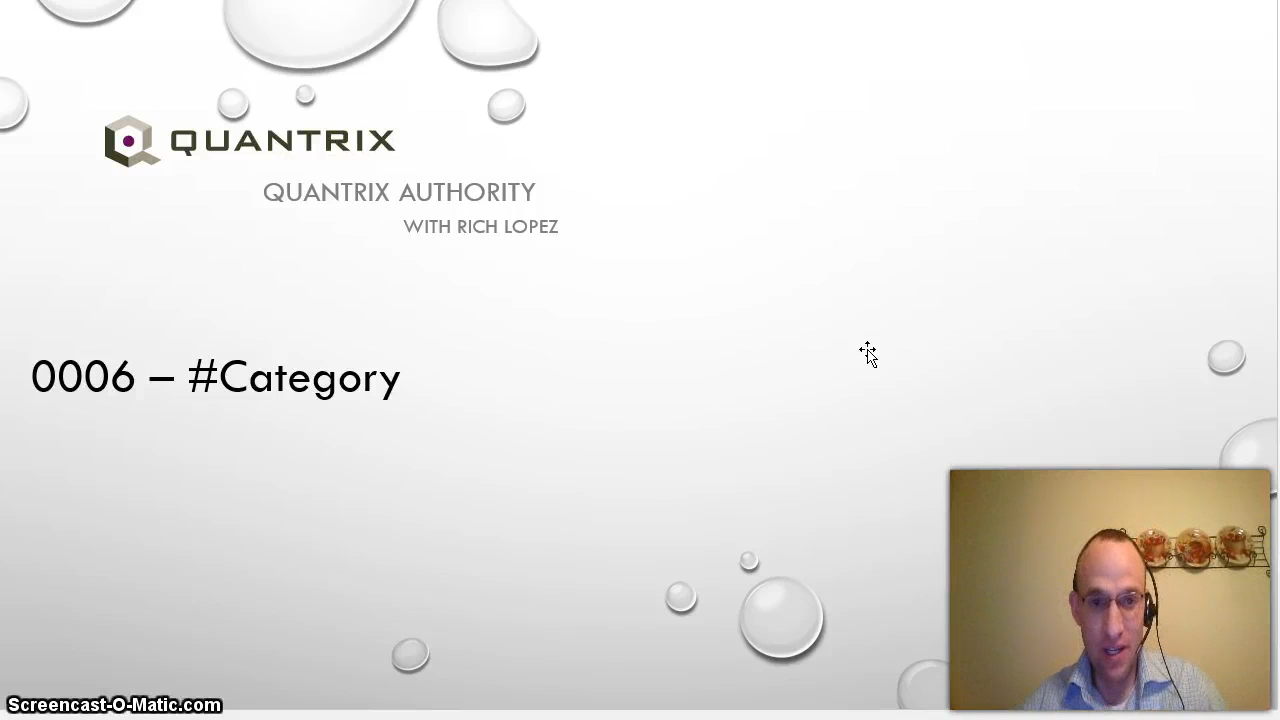 QUANTRIX
QUANTRIX AUTHORITY
WITH RICH LOPEZ
0006 – #Category
Screencast-O-Matic.com